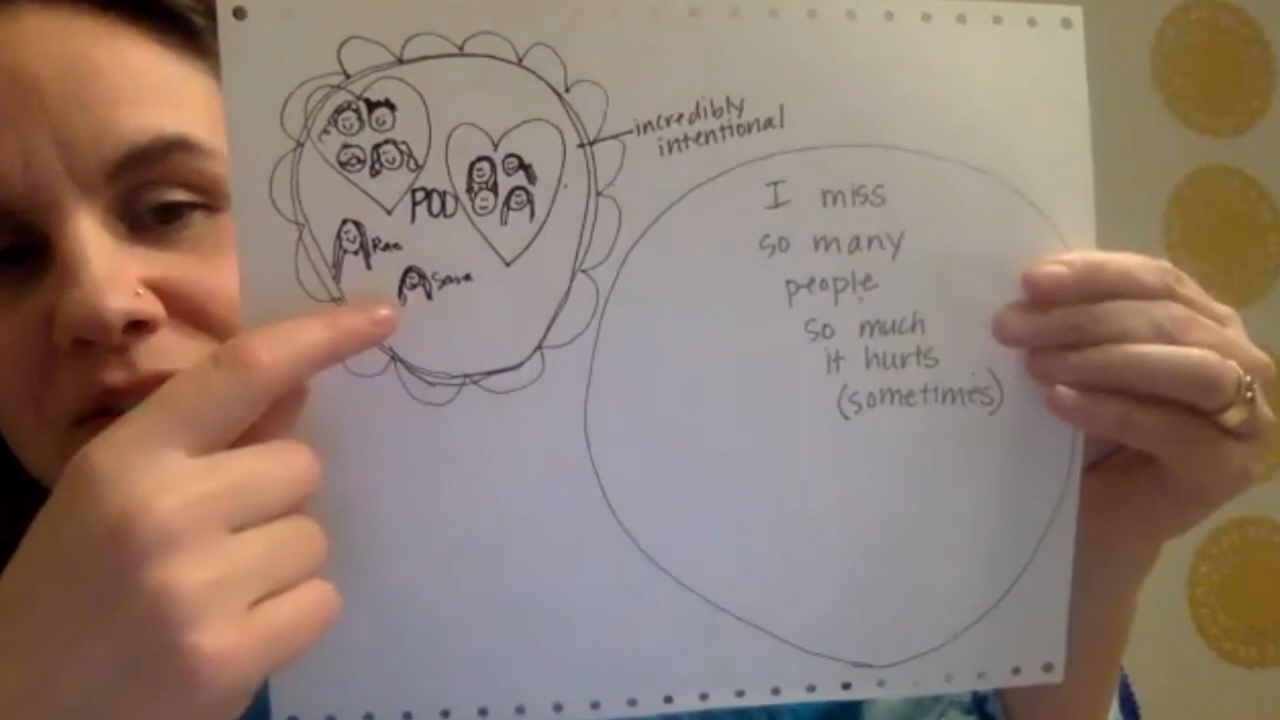 incredibly
intentional
POD
Rae
Sara
I miss
so many
people
so much
it hurts
(sometimes)